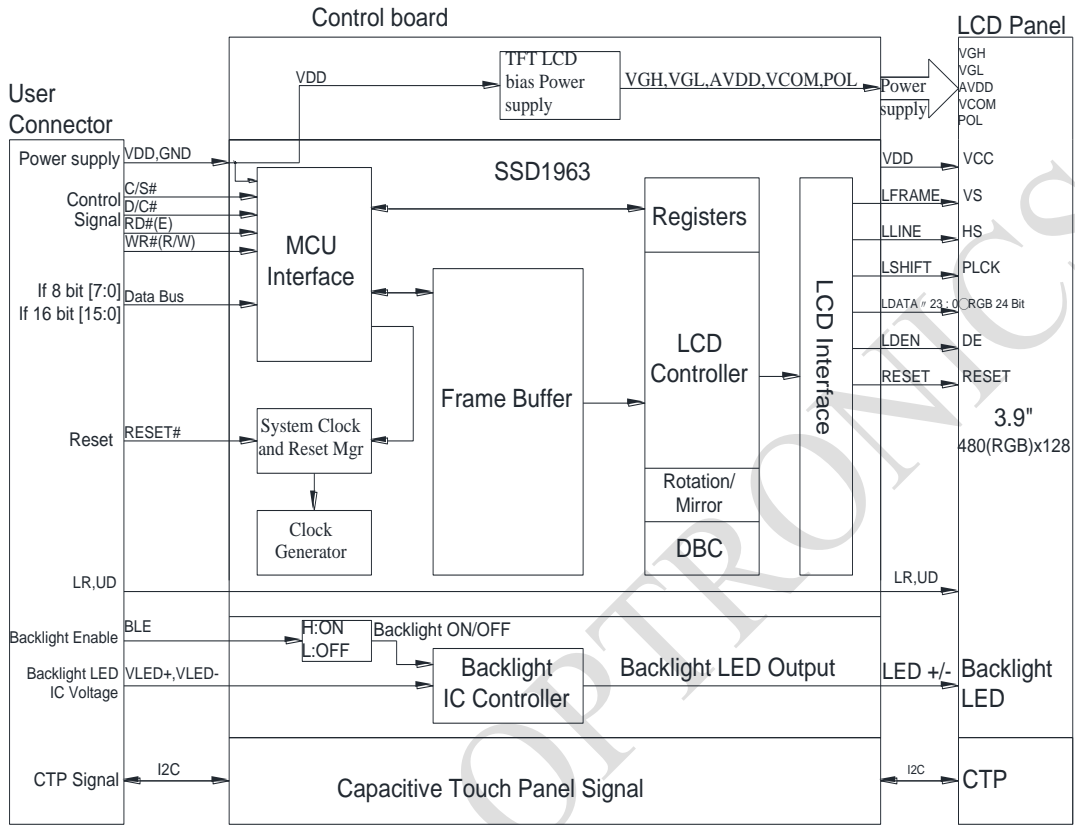 Control board
LCD Panel
User
Connector
VDD
TFT LCD
bias Power
supply
VGH,VGL,AVDD,VCOM,POL
Power
supply
VGH
VGL
AVDD
VCOM
POL
Power supply
VDD,GND
Control
Signal
C/S#
D/C#
RD#(E)
WR#(R/W)
If 8 bit [7:0]
If 16 bit [15:0]
Data Bus
Reset
RESET#
SSD1963
MCU
Interface
System Clock
and Reset Mgr
Clock
Generator
Frame Buffer
Registers
LCD
Controller
Rotation/
Mirror
DBC
LCD Interface
VDD
VCC
LFRAME
VS
LLINE
HS
LSHIFT
PLCK
LDATA〃23 : 0〇RGB 24 Bit
LDEN
DE
RESET
RESET
3.9"
480(RGB)x128
LR,UD
LR,UD
Backlight Enable
BLE
H:ON
L:OFF
Backlight ON/OFF
Backlight LED
IC Voltage
VLED+,VLED-
Backlight
IC Controller
Backlight LED Output
LED +/-
Backlight
LED
CTP Signal
I2C
Capacitive Touch Panel Signal
I2C
CTP
OPTRONICS